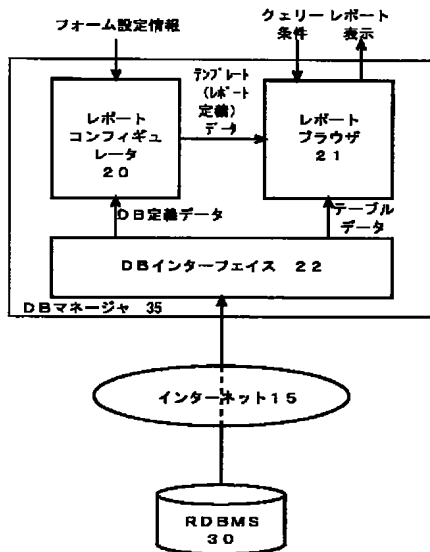 フォーム設定情報
クェリー
条件
レポート
表示
テンプレート
(レポート
定義)
データ
レポート
コンフィギュ
レータ
20
レポート
ブラウザ
21
DB定義データ
テーブル
データ
DBインターフェイス 22
DBマネージャ 35
インターネット15
RDBMS
30